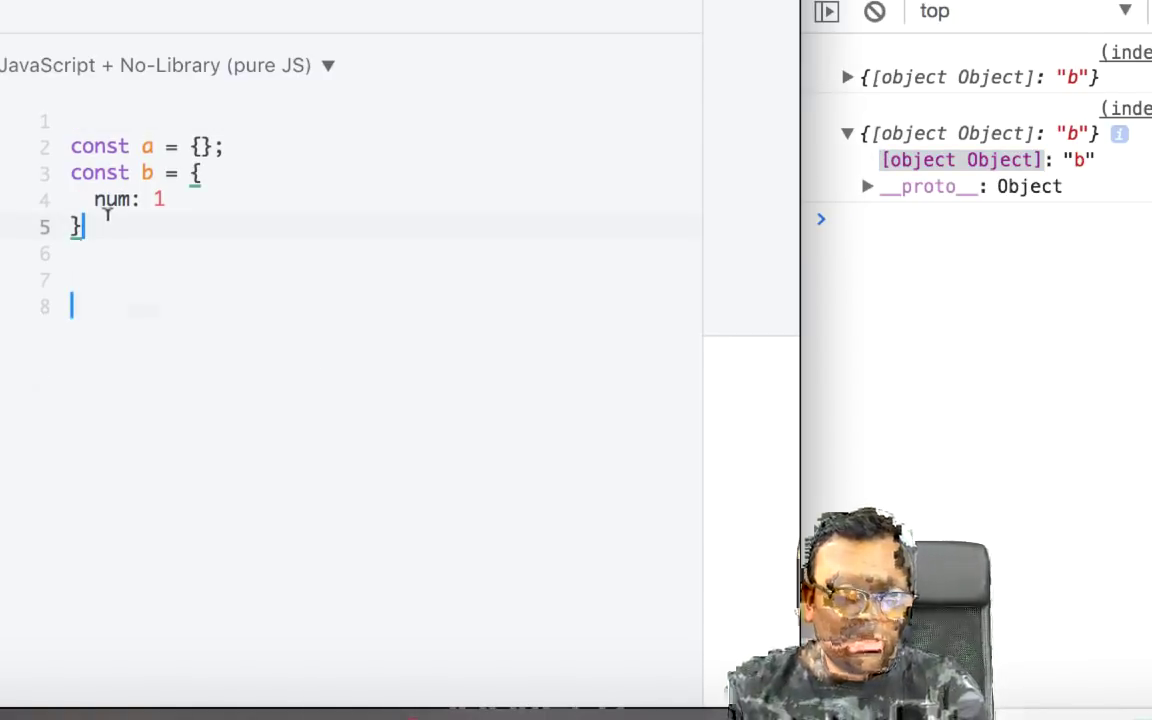 JavaScript + No-Library (pure JS) ▼
1
2 const a = {};
3 const b = {
4 num: 1
5 }
6
7
8
top ▼
(inde
▶ {[object Object]: "b"}
(inde
▼ {[object Object]: "b"} i
[object Object]: "b"
▶ __proto__: Object
>